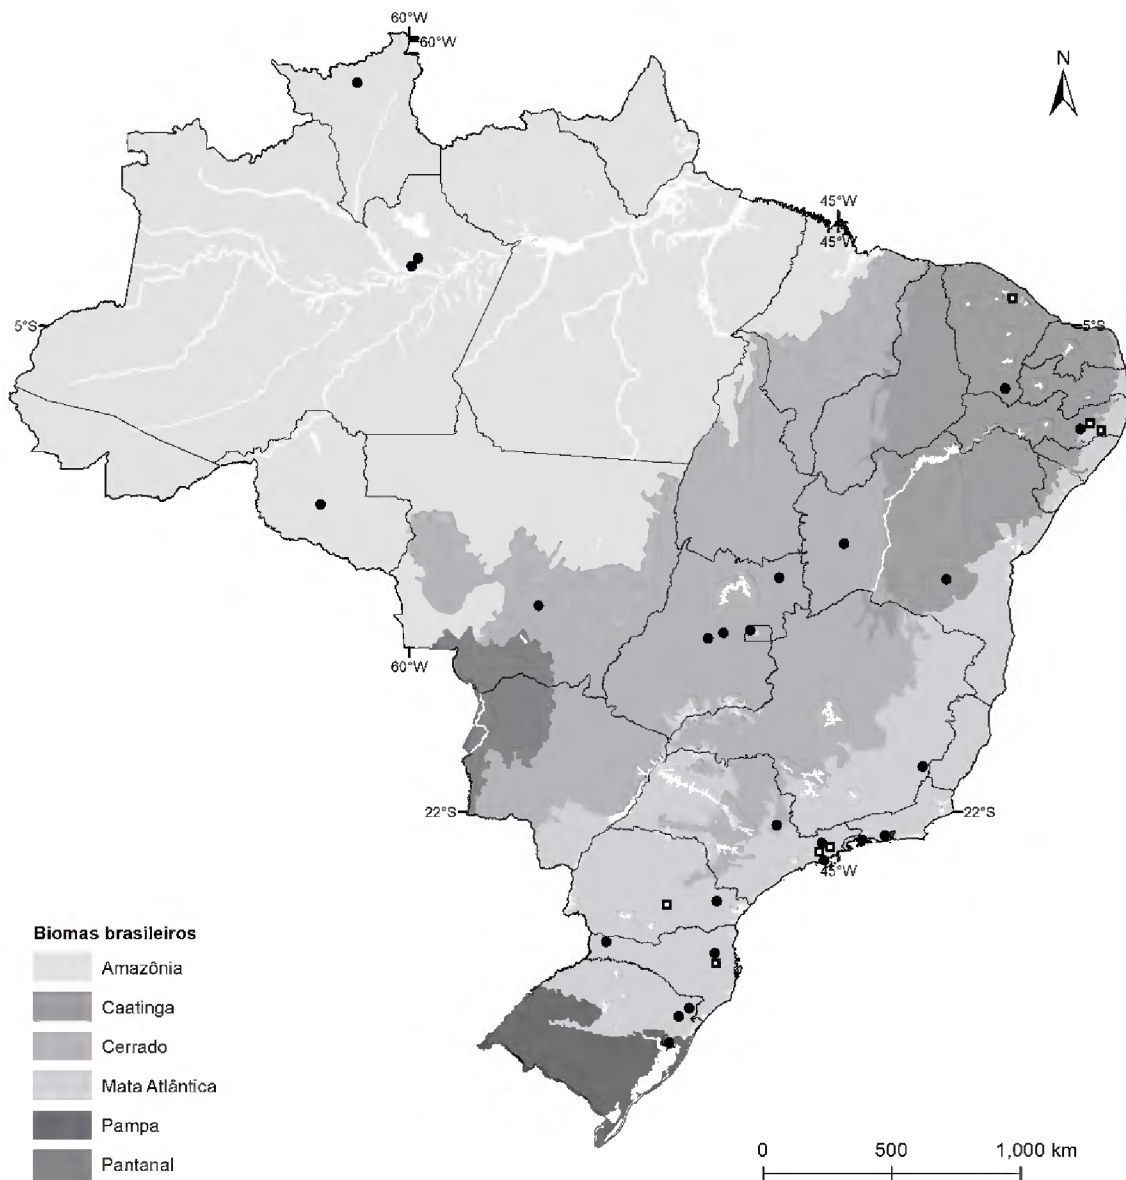 60°W
60°W
N
45°W
45°W
5°S
5°S
60°W
22°S
22°S
45°W
Biomas brasileiros
Amazônia
Caatinga
Cerrado
Mata Atlântica
Pampa
Pantanal
0 500 1,000 km